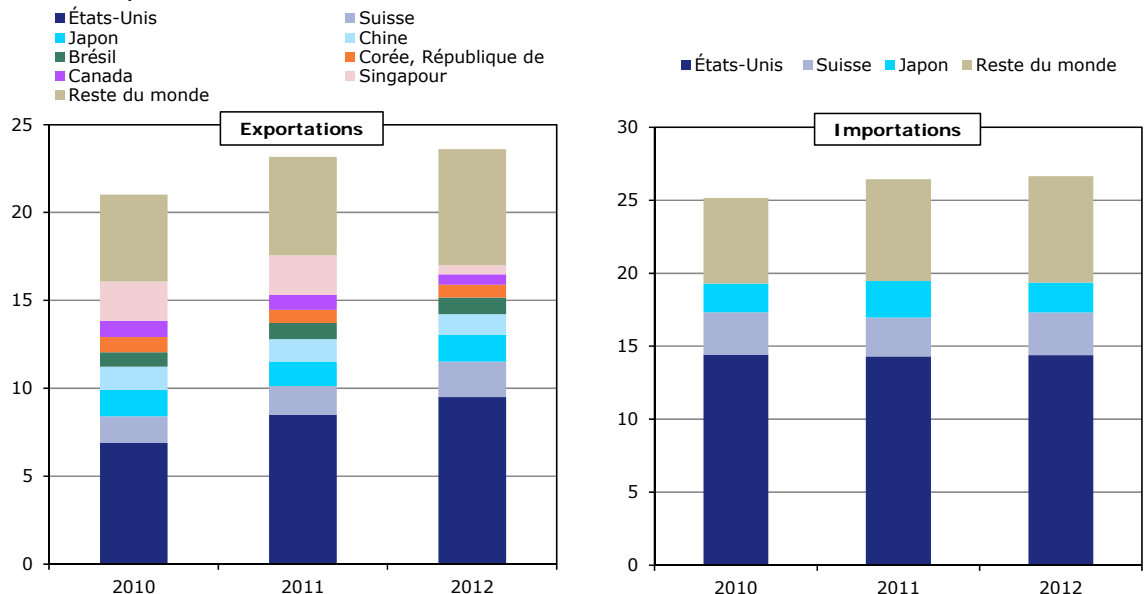 États-Unis Suisse
Japon Chine
Brésil Corée, République de
Canada Singapour
Reste du monde
Exportations
25
20
15
10
5
0
2010 2011 2012
États-Unis Suisse Japon Reste du monde
Importations
30
25
20
15
10
5
0
2010 2011 2012